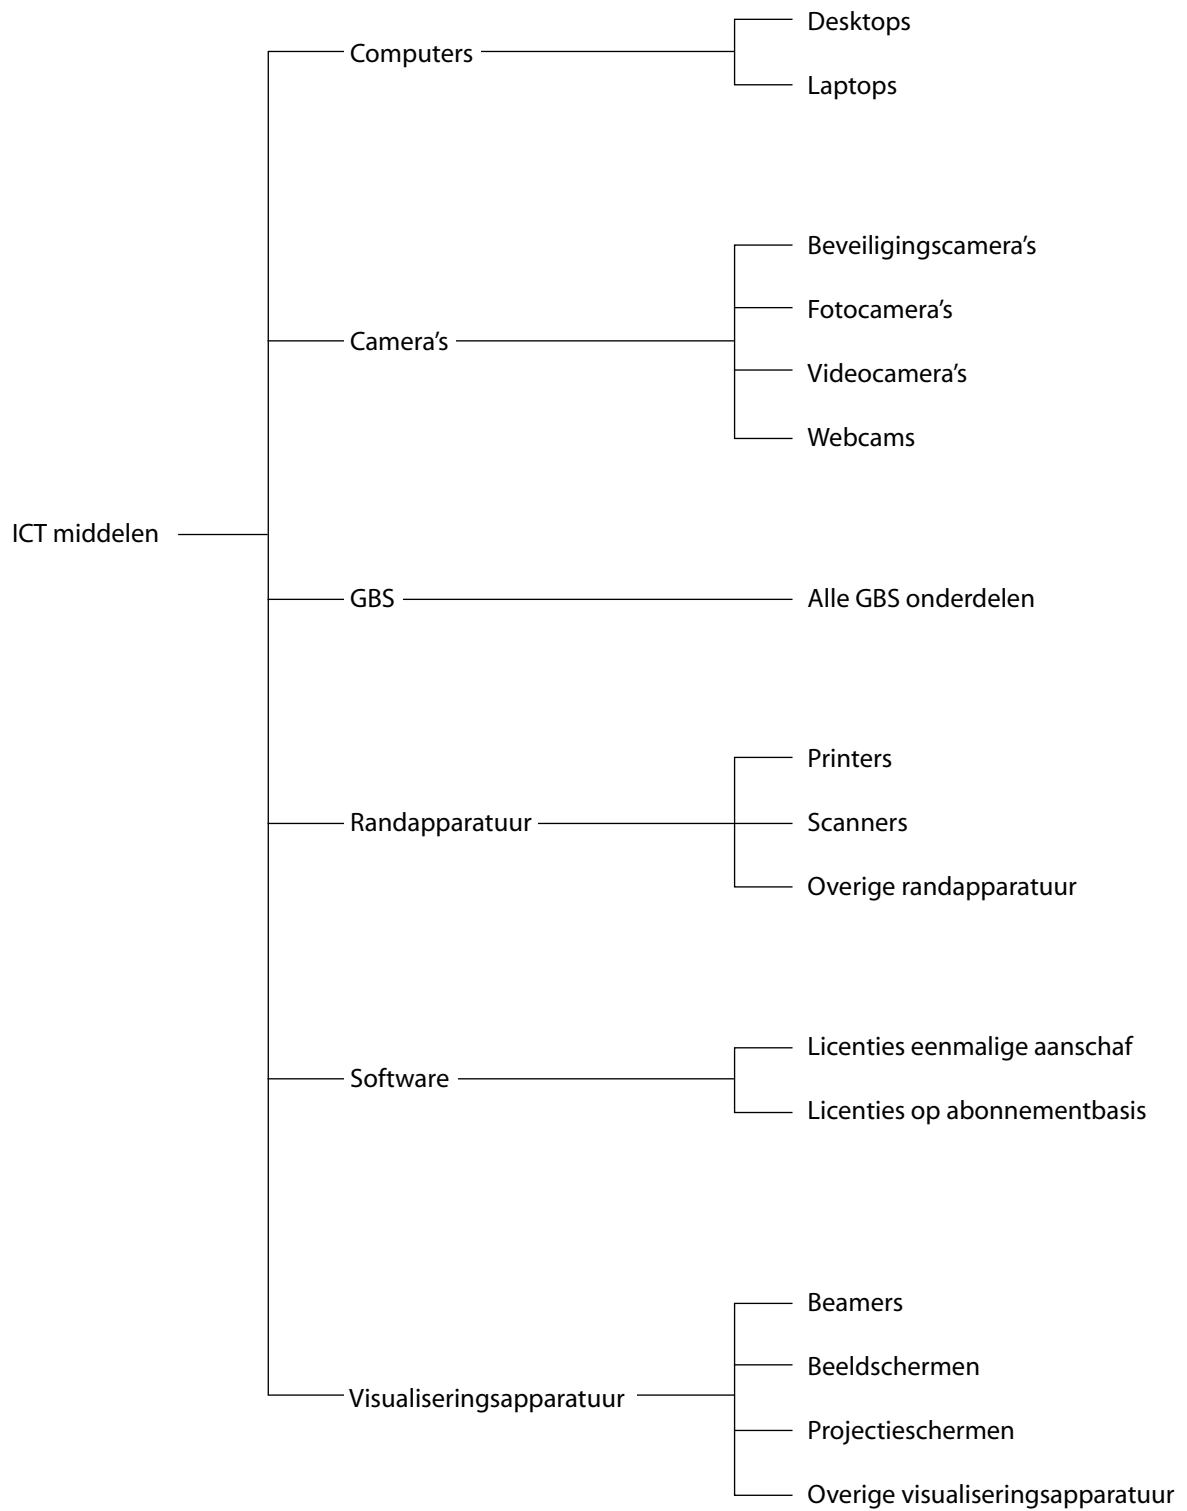 ICT middelen
Computers
Desktops
Laptops
Camera’s
Beveiligingscamera’s
Fotocamera’s
Videocamera’s
Webcams
GBS
Alle GBS onderdelen
Randapparatuur
Printers
Scanners
Overige randapparatuur
Software
Licenties eenmalige aanschaf
Licenties op abonnementbasis
Visualiseringsapparatuur
Beamers
Beeldschermen
Projectieschermen
Overige visualiseringsapparatuur